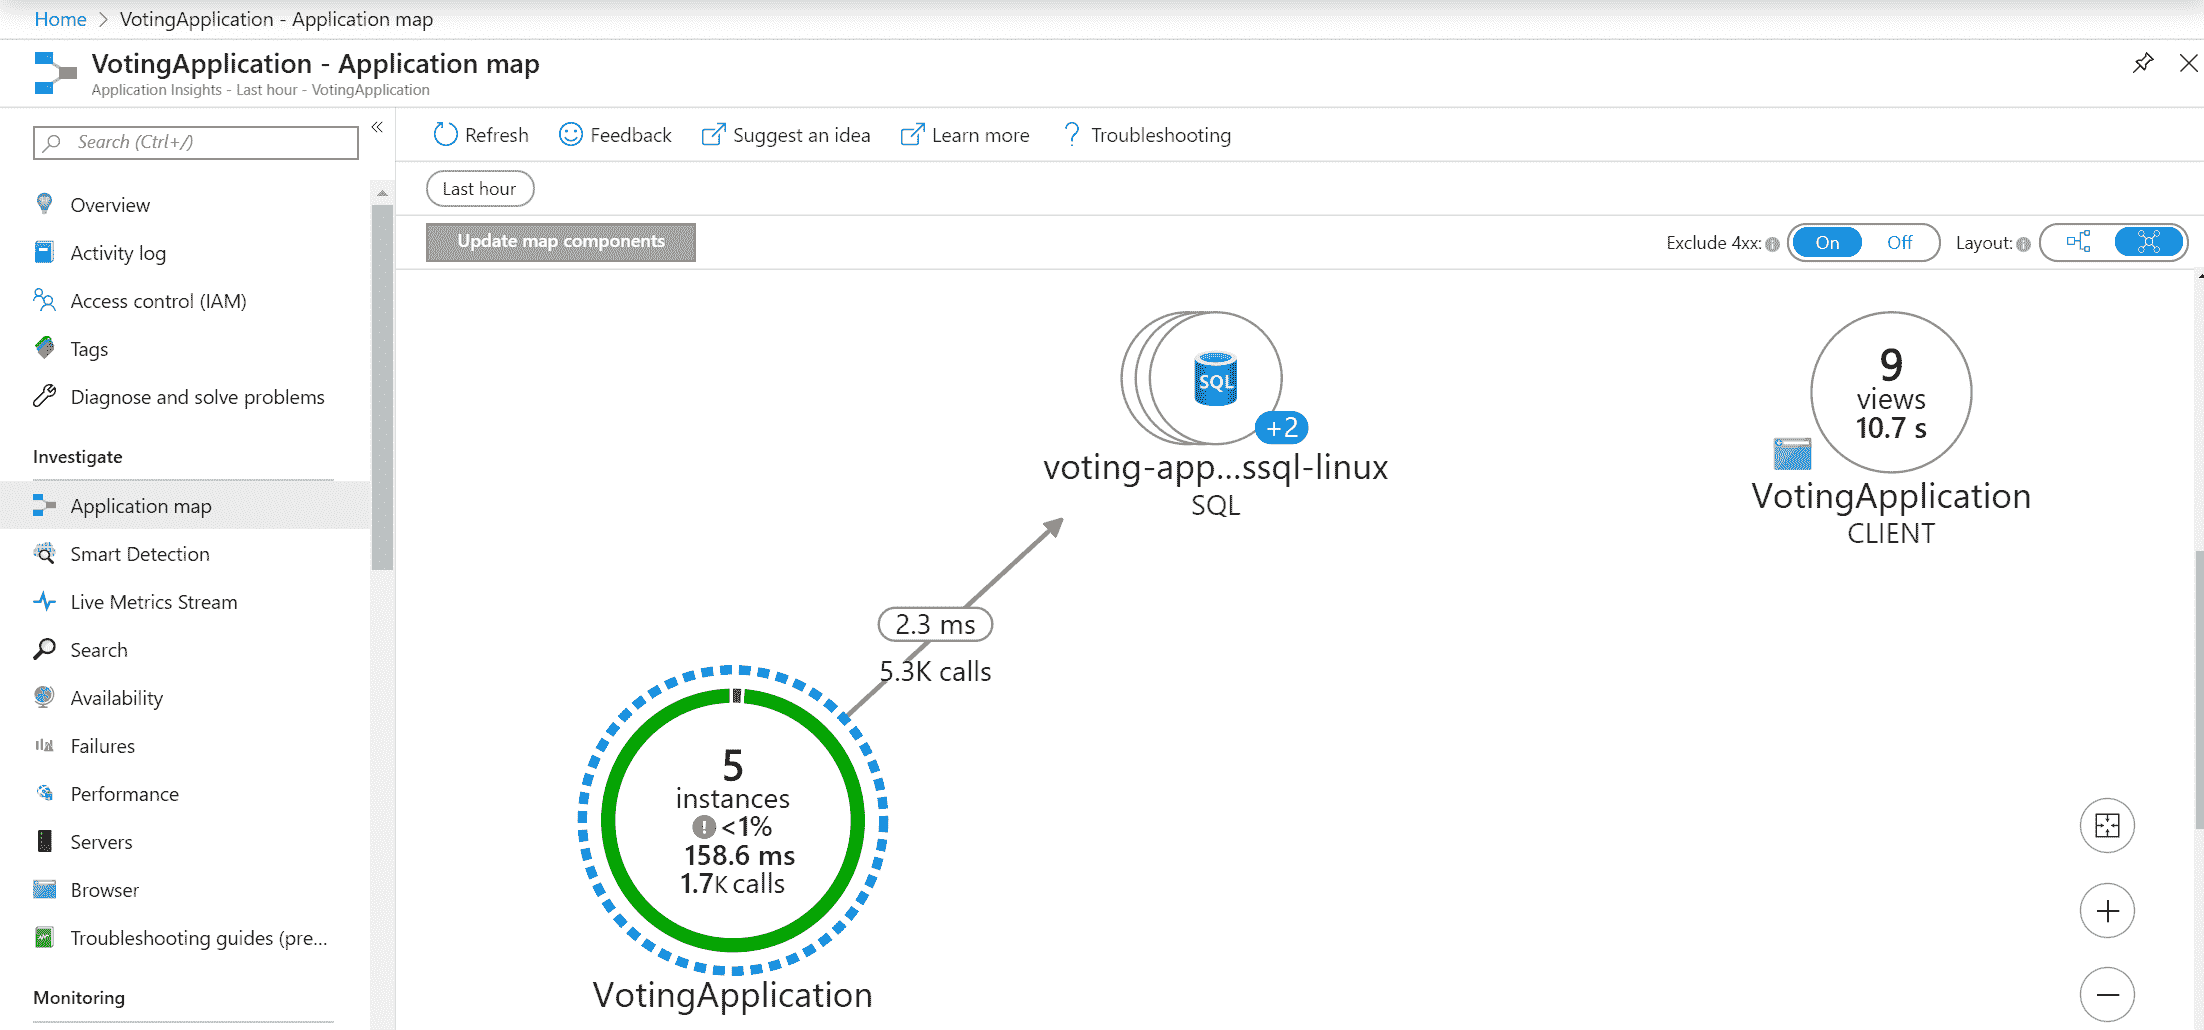 Home > VotingApplication - Application map
VotingApplication - Application map
Application Insights - Last hour - VotingApplication
Search (Ctrl+/)
«
Refresh
Feedback
Suggest an idea
Learn more
? Troubleshooting
Last hour
Update map components
Exclude 4xx: On Off
Layout:
Overview
Activity log
Access control (IAM)
Tags
Diagnose and solve problems
Investigate
Application map
Smart Detection
Live Metrics Stream
Search
Availability
Failures
Performance
Servers
Browser
Troubleshooting guides (pre...
Monitoring
SQL
+2
voting-app...ssql-linux
SQL
9
views
10.7 s
VotingApplication
CLIENT
2.3 ms
5.3K calls
5
instances
! <1%
158.6 ms
1.7K calls
VotingApplication